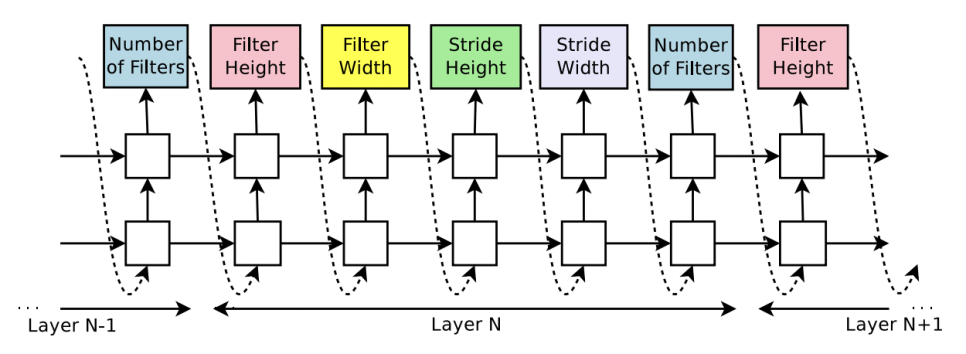 Number
of Filters
Filter
Height
Filter
Width
Stride
Height
Stride
Width
Number
of Filters
Filter
Height
. . .
Layer N-1
Layer N
. . .
Layer N+1